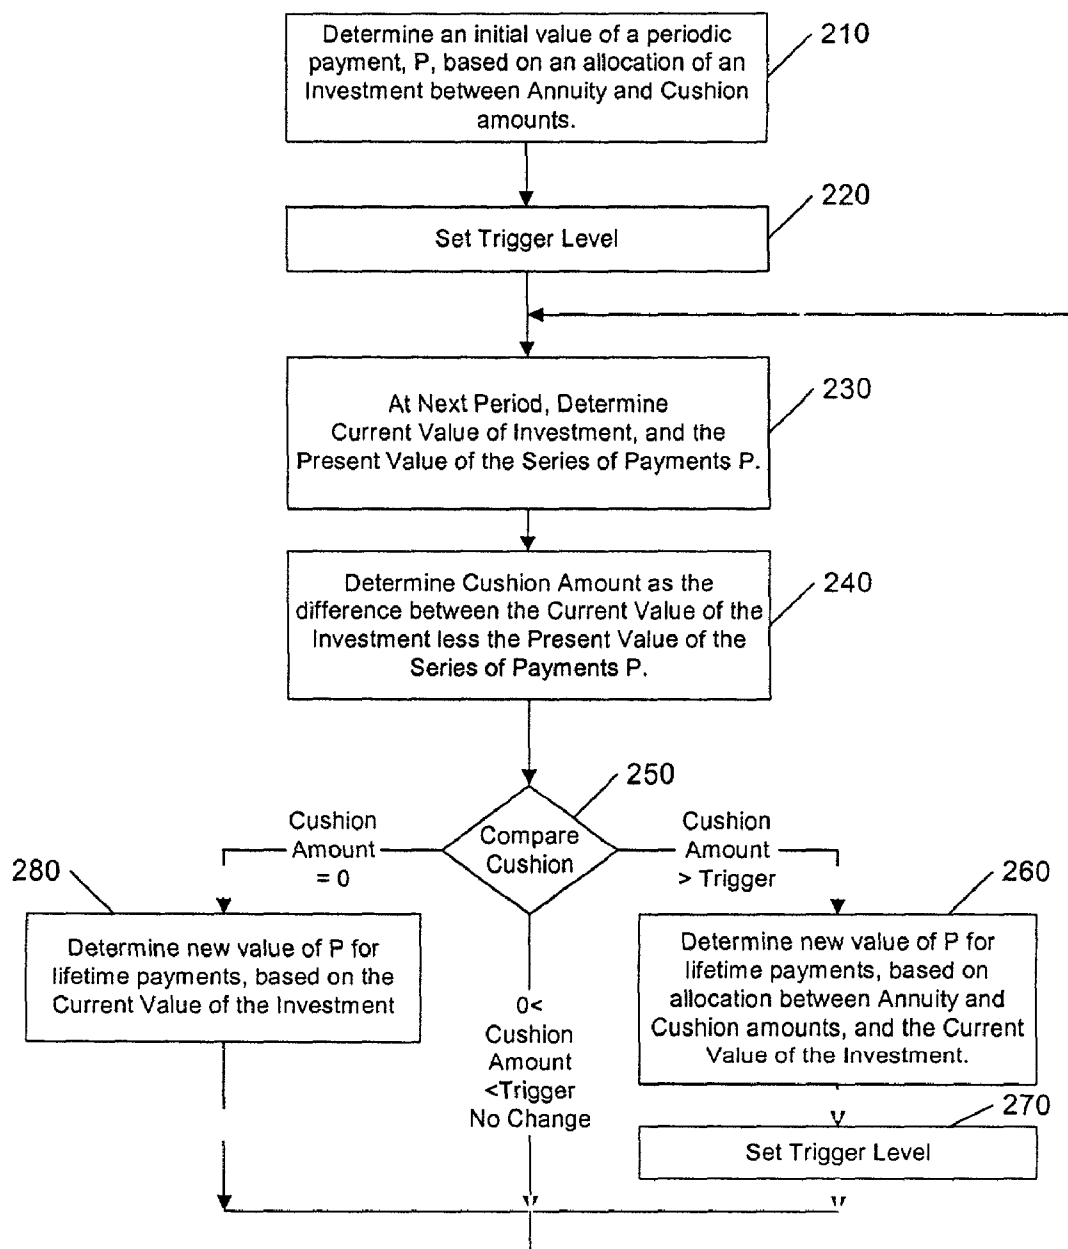 Determine an initial value of a periodic
payment, P, based on an allocation of an
Investment between Annuity and Cushion
amounts.
210
220
Set Trigger Level
230
At Next Period, Determine
Current Value of Investment, and the
Present Value of the Series of Payments P.
240
Determine Cushion Amount as the
difference between the Current Value of the
Investment less the Present Value of the
Series of Payments P.
250
Compare
Cushion
Cushion
Amount
= 0
Cushion
Amount
> Trigger
280
Determine new value of P for
lifetime payments, based on the
Current Value of the Investment
0<
Cushion
Amount
<Trigger
No Change
260
Determine new value of P for
lifetime payments, based on
allocation between Annuity and
Cushion amounts, and the Current
Value of the Investment.
270
Set Trigger Level